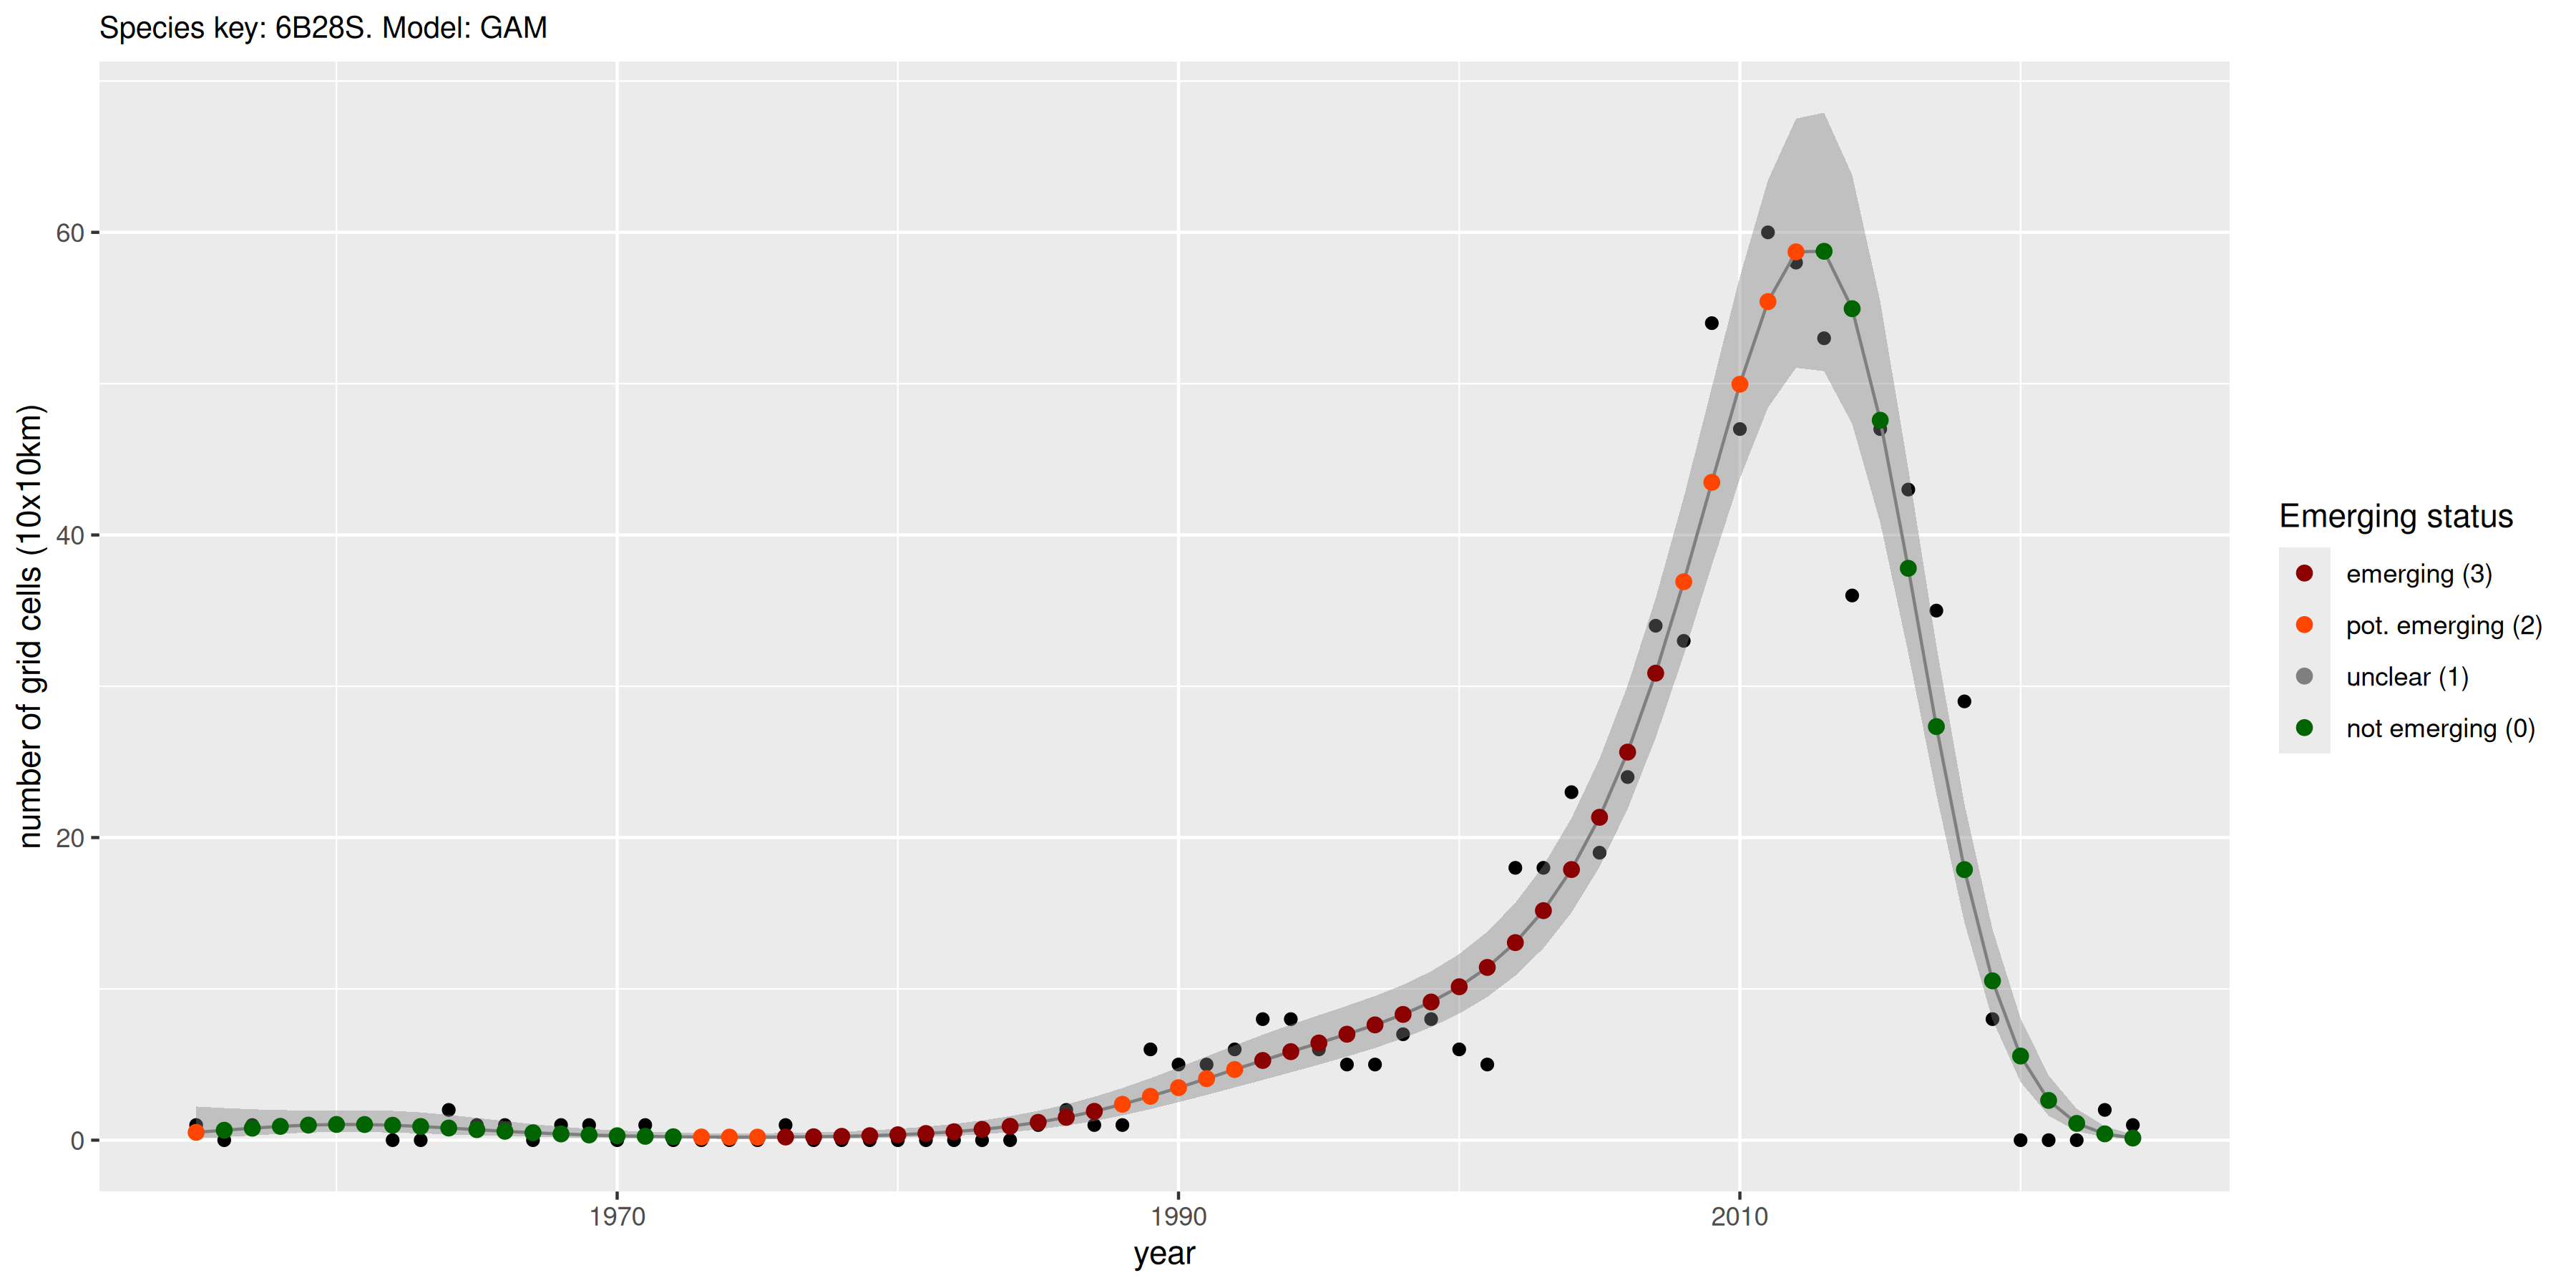 Species key: 6B28S. Model: GAM
number of grid cells (10x10km)
60
40
20
0
1970
1990
2010
year
Emerging status
emerging (3)
pot. emerging (2)
unclear (1)
not emerging (0)